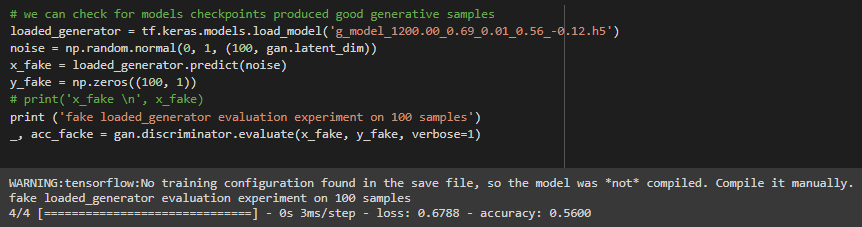 # we can check for models checkpoints produced good generative samples
loaded_generator = tf.keras.models.load_model('g_model_1200.00_0.69_0.01_0.56_-0.12.h5')
noise = np.random.normal(0, 1, (100, gan.latent_dim))
x_fake = loaded_generator.predict(noise)
y_fake = np.zeros((100, 1))
# print('x_fake \n', x_fake)
print ('fake loaded_generator evaluation experiment on 100 samples')
_, acc_facke = gan.discriminator.evaluate(x_fake, y_fake, verbose=1)
WARNING:tensorflow:No training configuration found in the save file, so the model was *not* compiled. Compile it manually.
fake loaded_generator evaluation experiment on 100 samples
4/4 [==============================] - 0s 3ms/step - loss: 0.6788 - accuracy: 0.5600